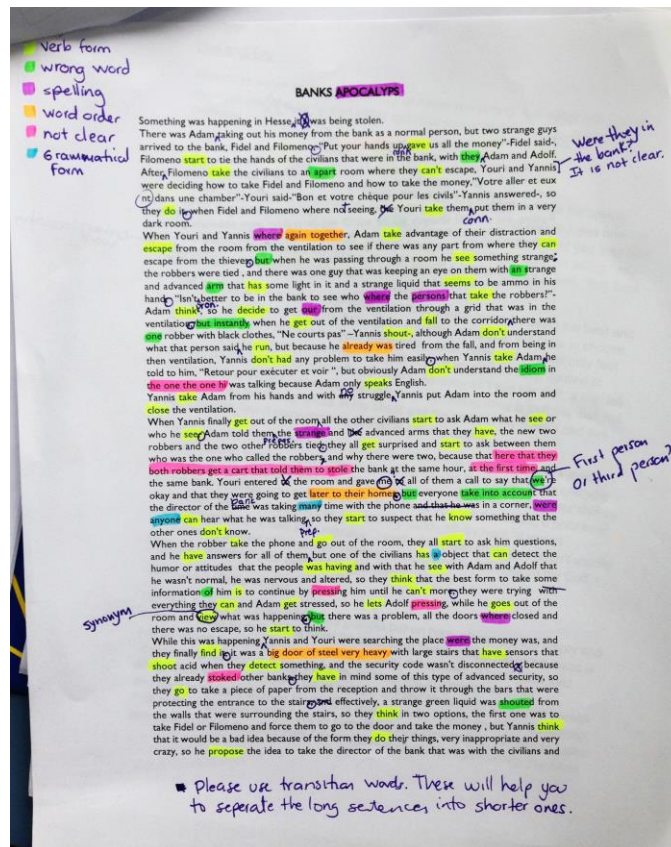 verb form
wrong word
spelling
word order
not clear
Grammatical form
BANKS APOCALYPS
Something was happening in Hesse, it was being stolen.
There was Adam taking out his money from the bank as a normal person, but two strange guys
arrived to the bank, Fidel and Filomeno "Put your hands up gave us all the money"-Fidel said-,
Filomeno start to tie the hands of the civilians that were in the bank, with they Adam and Adolf.
After Filomeno take the civilians to an apart room where they can't escape, Youri and Yannis
were deciding how to take Fidel and Filomeno and how to take the money,"Votre aller et eux
nt dans une chamber"-Youri said-"Bon et votre chèque pour les civils"-Yannis answered-, so
they do it when Fidel and Filomeno where not seeing, Youri take them put them in a very
conn.
dark room.
Were they in the bank? It is not clear.
When Youri and Yannis where again together, Adam take advantage of their distraction and
escape from the room from the ventilation to see if there was any part from where they can
escape from the thieves but when he was passing through a room he see something strange:
the robbers were tied , and there was one guy that was keeping an eye on them with an strange
and advanced arm that has some light in it and a strange liquid that seems to be ammo in his
hand "Isn't better to be in the bank to see who where the persons that take the robbers!"-
pron.
Adam think, so he decide to get our from the ventilation through a grid that was in the
ventilation but instantly, when he get out of the ventilation and fall to the corridor there was
one robber with black clothes, "Ne courts pas" –Yannis shout-, although Adam don't understand
what that person said he run, but because he already was tired from the fall, and from being in
then ventilation, Yannis don't had any problem to take him easily when Yannis take Adam he
told to him, "Retour pour exécuter et voir ", but obviously Adam don't understand the idiom in
the one the one hi was talking because Adam only speaks English.
Yannis take Adam from his hands and with no struggle Yannis put Adam into the room and
close the ventilation.
When Yannis finally get out of the room all the other civilians start to ask Adam what he see or
who he see Adam told them the strange and advanced arms that they have, the new two
prepos.
robbers and the two other robbers tied they all get surprised and start to ask between them
who was the one who called the robbers, and why there were two, because that here that they
both robbers get a cart that told them to stole the bank at the same hour, at the first time, and
the same bank. Youri entered the room and gave me all of them a call to say that we're
First person or third person?
okay and that they were going to get later to their homes but everyone take into account that
bank
the director of the time was taking many time with the phone and that he was in a corner, were
anyone can hear what he was talking, so they start to suspect that he know something that the
prep.
other ones don't know.
When the robber take the phone and go out of the room, they all start to ask him questions,
and he have answers for all of them but one of the civilians has a object that can detect the
humor or attitudes that the people was having and with that he see with Adam and Adolf that
he wasn't normal, he was nervous and altered, so they think that the best form to take some
information of him is to continue by pressing him until he can't more they were trying with
everything they can and Adam get stressed, so he lets Adolf pressing, while he goes out of the
synonym
room and view what was happening but there was a problem, all the doors where closed and
there was no escape, so he start to think.
While this was happening Yannis and Youri were searching the place were the money was, and
they finally find it it was a big door of steel very heavy with large stairs that have sensors that
shoot acid when they detect something, and the security code wasn't disconnected because
they already stoked other banks they have in mind some of this type of advanced security, so
they go to take a piece of paper from the reception and throw it through the bars that were
protecting the entrance to the stairs and effectively, a strange green liquid was shouted from
the walls that were surrounding the stairs, so they think in two options, the first one was to
take Fidel or Filomeno and force them to go to the door and take the money , but Yannis think
that it would be a bad idea because of the form they do their things, very inappropriate and very
crazy, so he propose the idea to take the director of the bank that was with the civilians and
Please use transition words. These will help you
to seperate the long sentences into shorter ones.